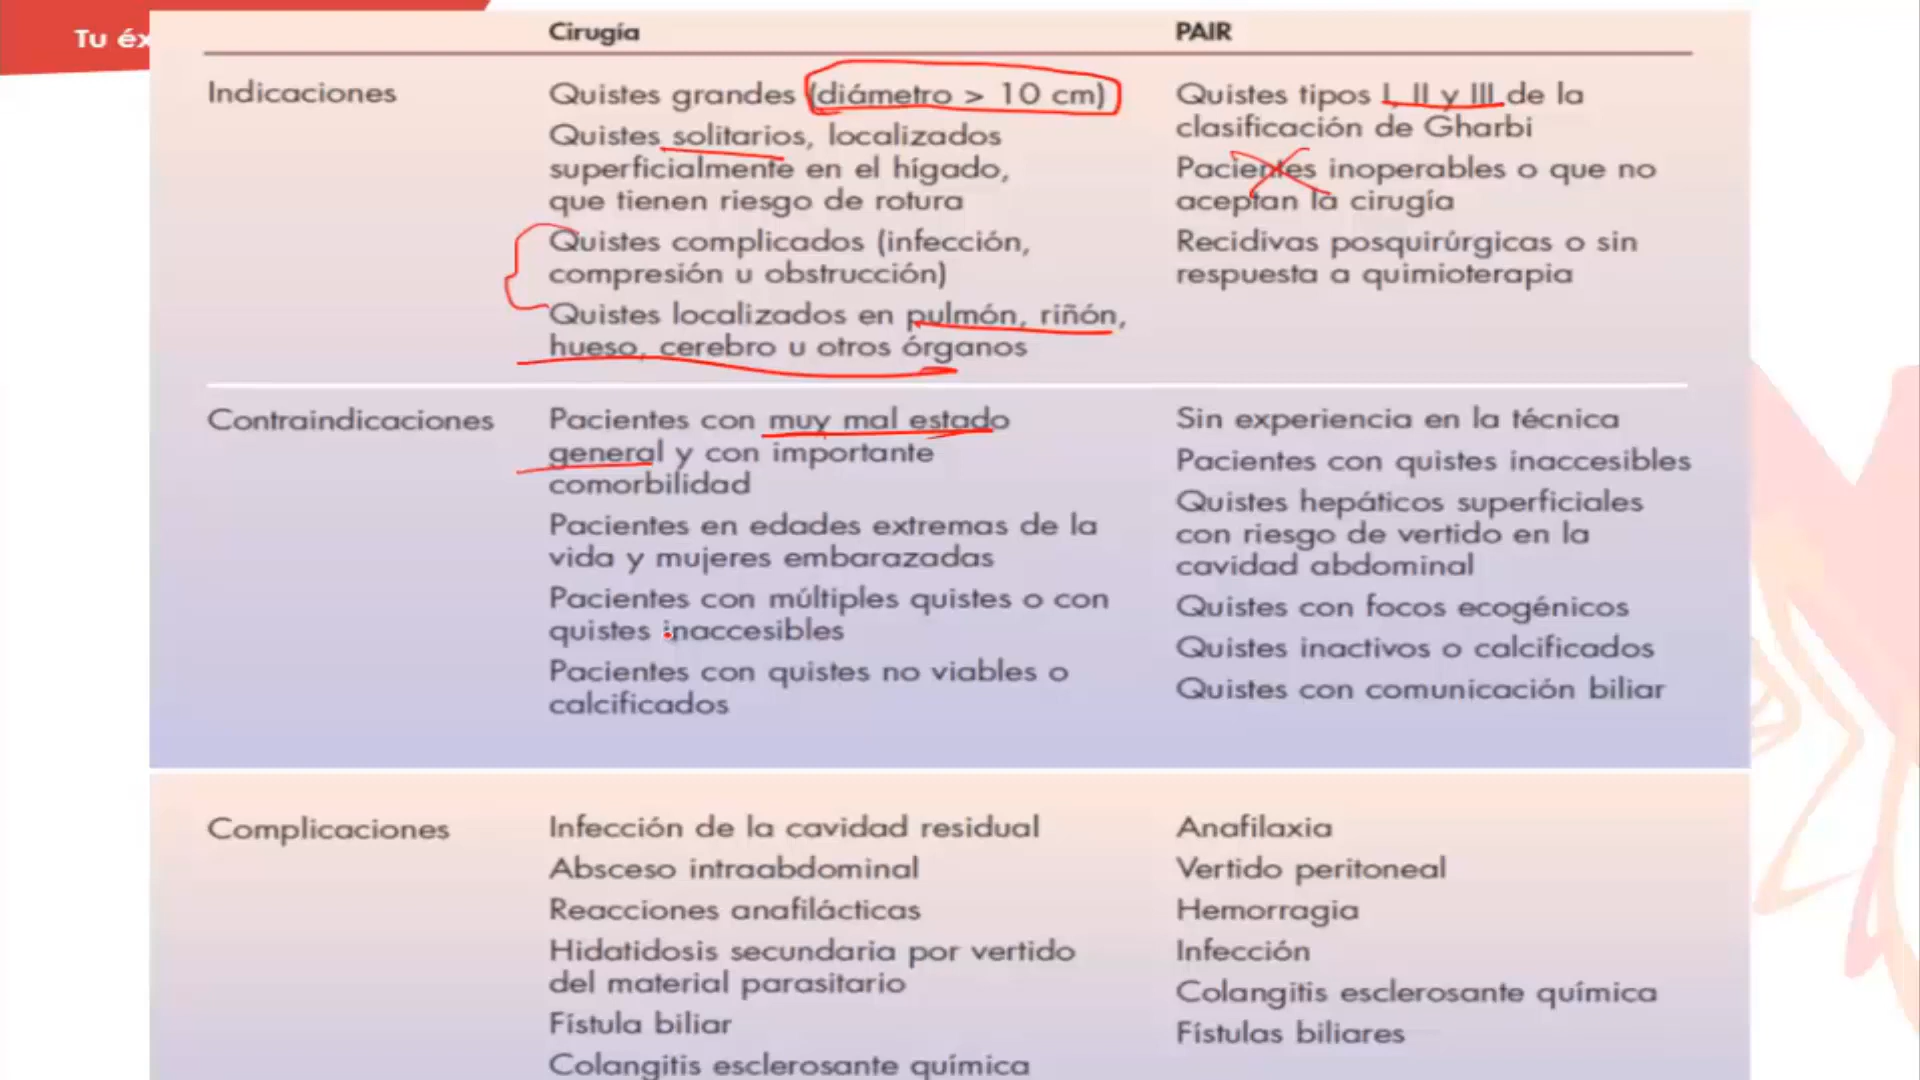 Tu éx
Cirugía PAIR
Indicaciones
Quistes grandes (diámetro > 10 cm)
Quistes solitarios, localizados
superficialmente en el hígado,
que tienen riesgo de rotura
Quistes complicados (infección,
compresión u obstrucción)
Quistes localizados en pulmón, riñón,
hueso, cerebro u otros órganos
Quistes tipos I, II y III de la
clasificación de Gharbi
Pacientes inoperables o que no
aceptan la cirugía
Recidivas posquirúrgicas o sin
respuesta a quimioterapia
Contraindicaciones
Pacientes con muy mal estado
general y con importante
comorbilidad
Pacientes en edades extremas de la
vida y mujeres embarazadas
Pacientes con múltiples quistes o con
quistes inaccesibles
Pacientes con quistes no viables o
calcificados
Sin experiencia en la técnica
Pacientes con quistes inaccesibles
Quistes hepáticos superficiales
con riesgo de vertido en la
cavidad abdominal
Quistes con focos ecogénicos
Quistes inactivos o calcificados
Quistes con comunicación biliar
Complicaciones
Infección de la cavidad residual
Absceso intraabdominal
Reacciones anafilácticas
Hidatidosis secundaria por vertido
del material parasitario
Fístula biliar
Colangitis esclerosante química
Anafilaxia
Vertido peritoneal
Hemorragia
Infección
Colangitis esclerosante química
Fístulas biliares